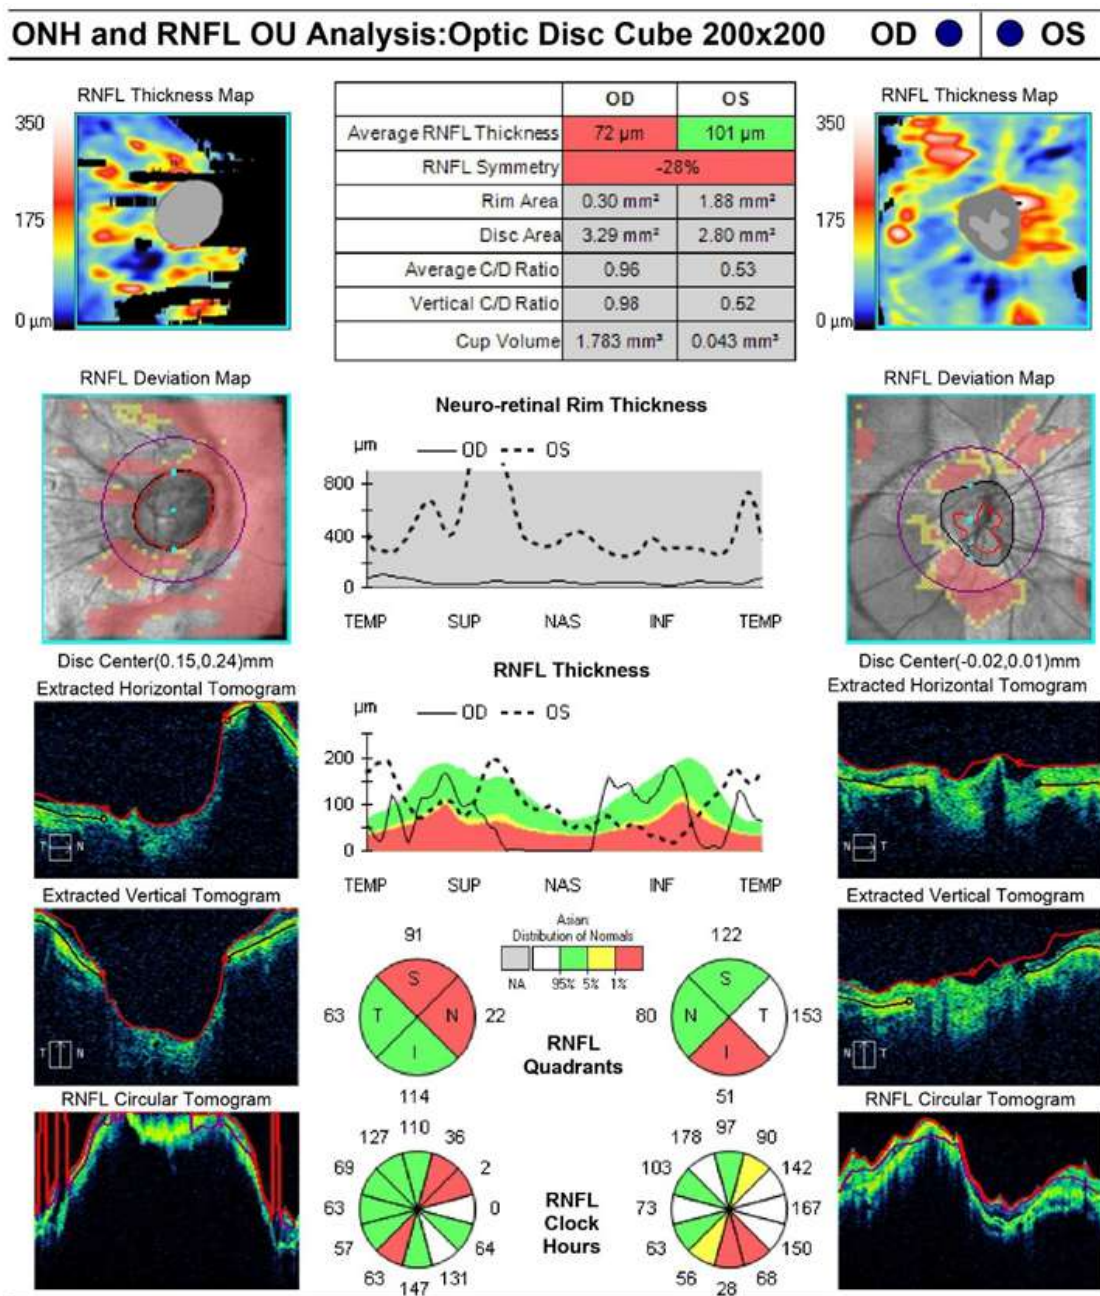 ONH and RNFL OU Analysis:Optic Disc Cube 200x200 OD OS
RNFL Thickness Map
350
175
0 µm
OD OS
Average RNFL Thickness 72 µm 101 µm
RNFL Symmetry -28%
Rim Area 0.30 mm² 1.88 mm²
Disc Area 3.29 mm² 2.80 mm²
Average C/D Ratio 0.96 0.53
Vertical C/D Ratio 0.98 0.52
Cup Volume 1.783 mm³ 0.043 mm³
RNFL Thickness Map
350
175
0 µm
RNFL Deviation Map
Disc Center(0.15,0.24)mm
Neuro-retinal Rim Thickness
µm OD OS
800
400
0
TEMP SUP NAS INF TEMP
RNFL Deviation Map
Disc Center(-0.02,0.01)mm
Extracted Horizontal Tomogram
T N
RNFL Thickness
µm OD OS
200
100
0
TEMP SUP NAS INF TEMP
Extracted Horizontal Tomogram
N T
Extracted Vertical Tomogram
T N
Asian
Distribution of Normals
NA 95% 5% 1%
91
S
63 T N 22
I
114
RNFL
Quadrants
122
S
80 N T 153
I
51
Extracted Vertical Tomogram
T N
RNFL Circular Tomogram
110
127 36
69 2
63 0
57 64
63 131
147
RNFL
Clock
Hours
97
178 90
103 142
73 167
63 150
56 68
28
RNFL Circular Tomogram